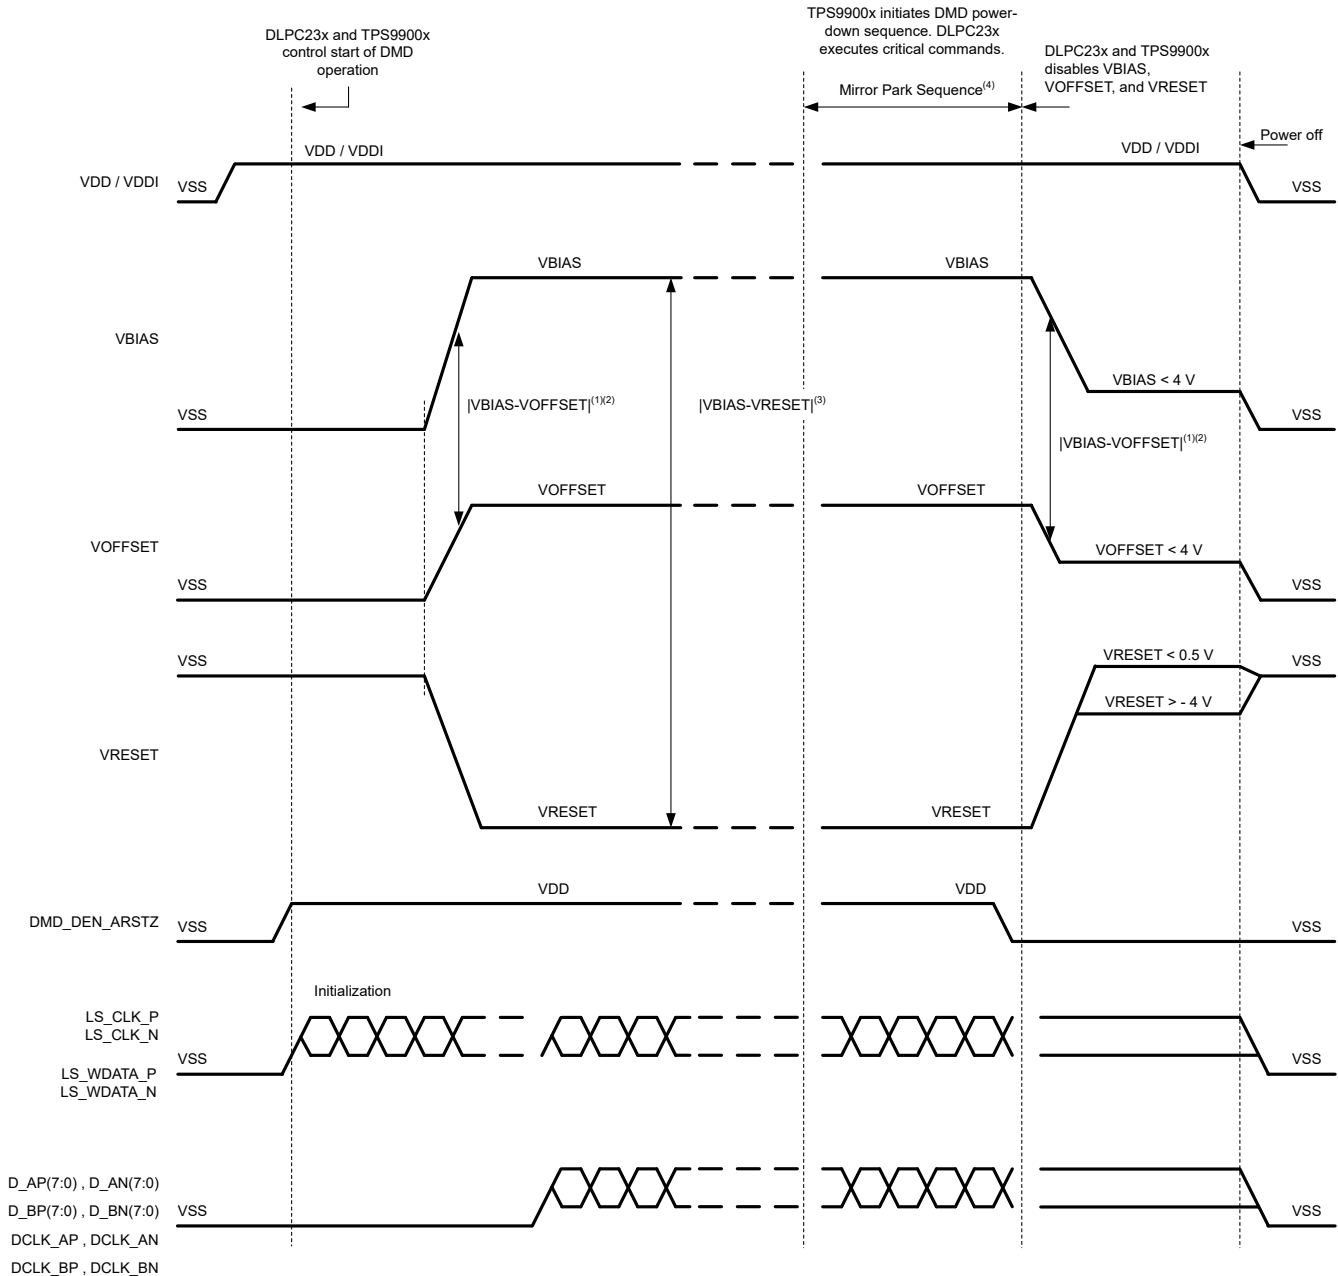 TPS9900x initiates DMD power-
down sequence. DLPC23x
executes critical commands.
DLPC23x and TPS9900x
control start of DMD
operation
DLPC23x and TPS9900x
disables VBIAS,
VOFFSET, and VRESET
Mirror Park Sequence(4)
Power off
VDD / VDDI
VSS
VDD / VDDI
VDD / VDDI
VSS
VBIAS
VBIAS
VBIAS
VSS
|VBIAS-VOFFSET|(1)(2)
|VBIAS-VRESET|(3)
VBIAS < 4 V
VSS
|VBIAS-VOFFSET|(1)(2)
VOFFSET
VOFFSET
VOFFSET
VSS
VOFFSET < 4 V
VSS
VSS
VRESET < 0.5 V
VSS
VRESET > - 4 V
VRESET
VRESET
VRESET
DMD_DEN_ARSTZ
VSS
VDD
VDD
VSS
Initialization
LS_CLK_P
LS_CLK_N
VSS
VSS
LS_WDATA_P
LS_WDATA_N
D_AP(7:0) , D_AN(7:0)
D_BP(7:0) , D_BN(7:0)
VSS
VSS
DCLK_AP , DCLK_AN
DCLK_BP , DCLK_BN